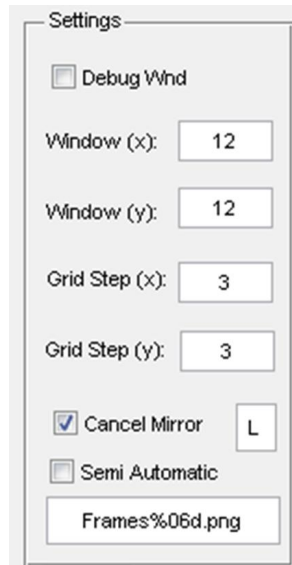 Settings
Debug Wnd
Window (x): 12
Window (y): 12
Grid Step (x): 3
Grid Step (y): 3
Cancel Mirror L
Semi Automatic
Frames%06d.png